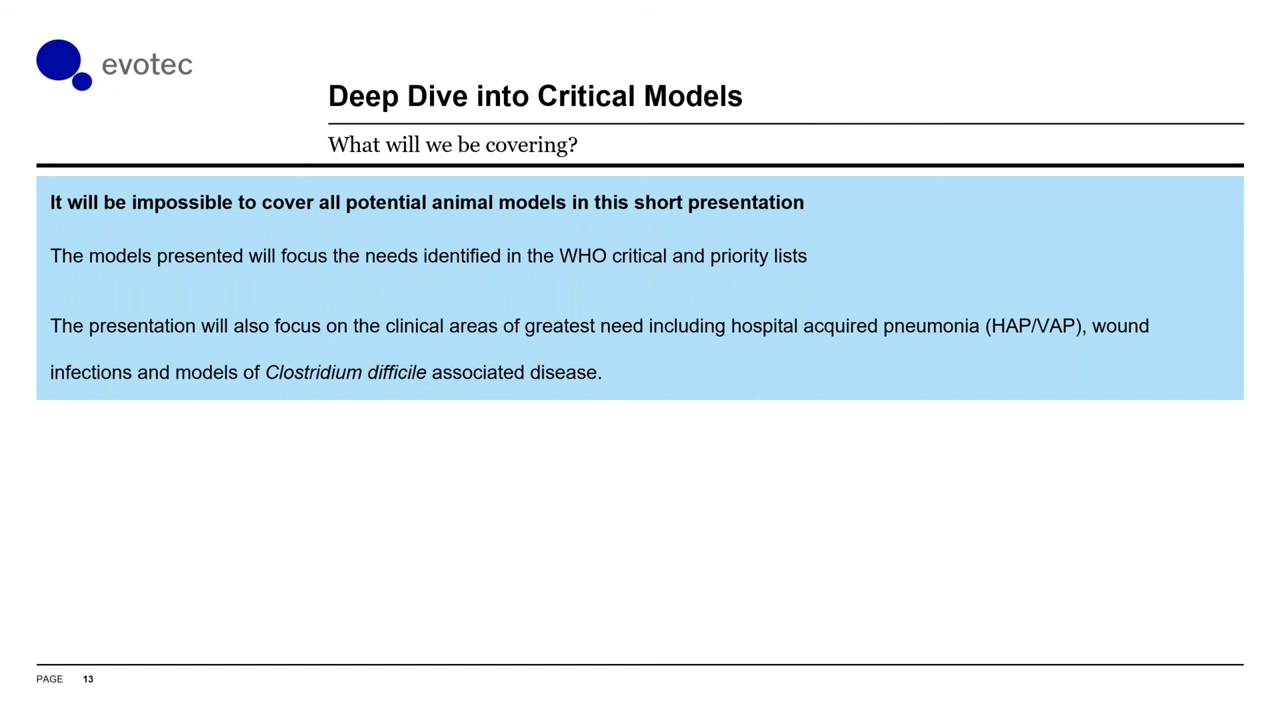 evotec
Deep Dive into Critical Models
What will we be covering?
It will be impossible to cover all potential animal models in this short presentation
The models presented will focus the needs identified in the WHO critical and priority lists
The presentation will also focus on the clinical areas of greatest need including hospital acquired pneumonia (HAP/VAP), wound
infections and models of Clostridium difficile associated disease.
PAGE 13